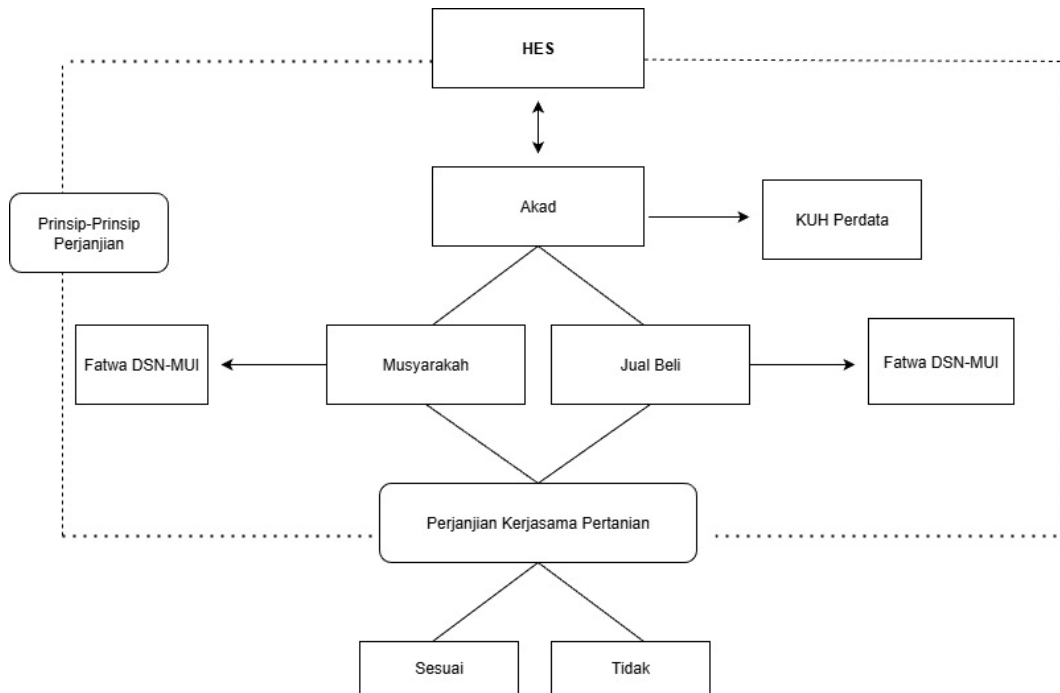 HES
Akad
KUH Perdata
Prinsip-Prinsip
Perjanjian
Fatwa DSN-MUI
Musyarakah
Jual Beli
Fatwa DSN-MUI
Perjanjian Kerjasama Pertanian
Sesuai
Tidak